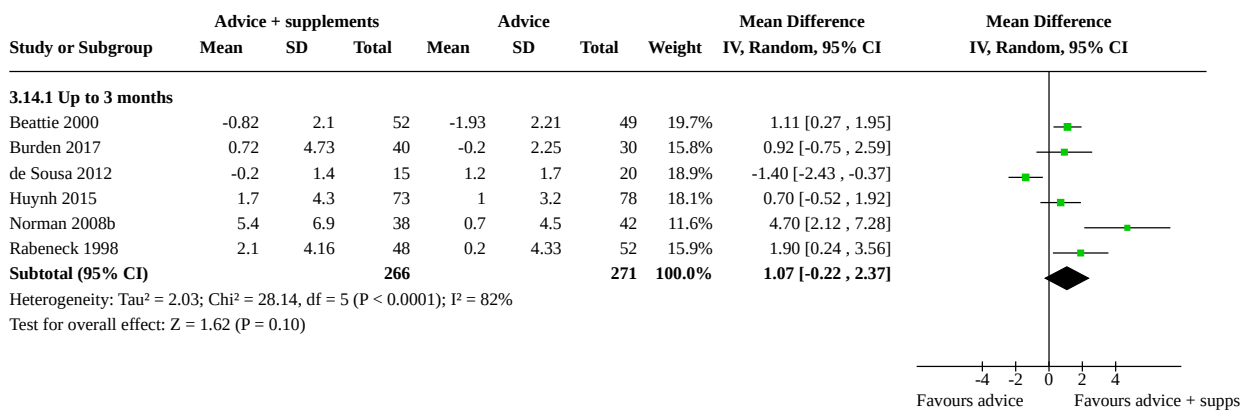 Advice + supplements Advice Mean Difference Mean Difference
Study or Subgroup Mean SD Total Mean SD Total Weight IV, Random, 95% CI IV, Random, 95% CI
3.14.1 Up to 3 months
Beattie 2000 -0.82 2.1 52 -1.93 2.21 49 19.7% 1.11 [0.27 , 1.95]
Burden 2017 0.72 4.73 40 -0.2 2.25 30 15.8% 0.92 [-0.75 , 2.59]
de Sousa 2012 -0.2 1.4 15 1.2 1.7 20 18.9% -1.40 [-2.43 , -0.37]
Huynh 2015 1.7 4.3 73 1 3.2 78 18.1% 0.70 [-0.52 , 1.92]
Norman 2008b 5.4 6.9 38 0.7 4.5 42 11.6% 4.70 [2.12 , 7.28]
Rabeneck 1998 2.1 4.16 48 0.2 4.33 52 15.9% 1.90 [0.24 , 3.56]
Subtotal (95% CI) 266 271 100.0% 1.07 [-0.22 , 2.37]
Heterogeneity: Tau² = 2.03; Chi² = 28.14, df = 5 (P < 0.0001); I² = 82%
Test for overall effect: Z = 1.62 (P = 0.10)
-4 -2 0 2 4
Favours advice Favours advice + supps